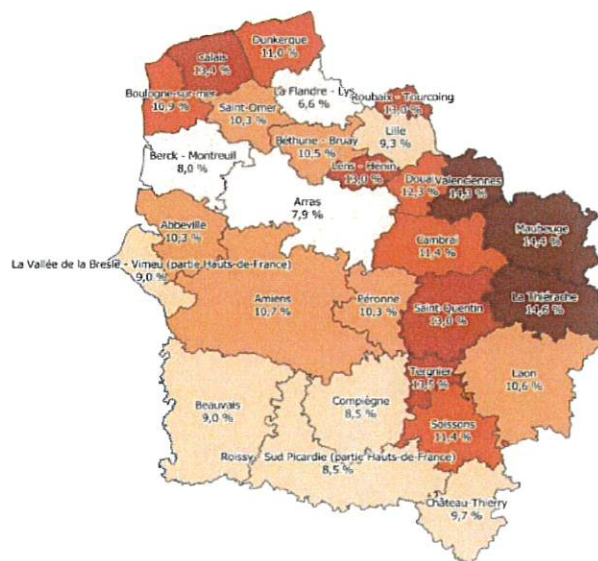 Dunkerque
11,0 %
Calais
13,4 %
La Flandre - Lys
6,6 %
Boulogne-sur-mer
10,9 %
Roubaix - Tourcoing
13,0 %
Saint-Omer
10,3 %
Lille
9,3 %
Béthune - Bruay
10,5 %
Berck - Montreuil
8,0 %
Lens - Hénin
13,0 %
Douai
12,3 %
Valenciennes
14,3 %
Arras
7,9 %
Maubeuge
14,4 %
Abbeville
10,3 %
Cambrai
11,4 %
La Vallée de la Bresle - Vimeu (partie Hauts-de-France)
9,0 %
Amiens
10,7 %
Péronne
10,3 %
Saint-Quentin
13,0 %
La Thiérache
14,6 %
Tergnier
13,5 %
Laon
10,6 %
Beauvais
9,0 %
Compiègne
8,5 %
Soissons
11,4 %
Roissy - Sud Picardie (partie Hauts-de-France)
8,5 %
Château-Thierry
9,7 %